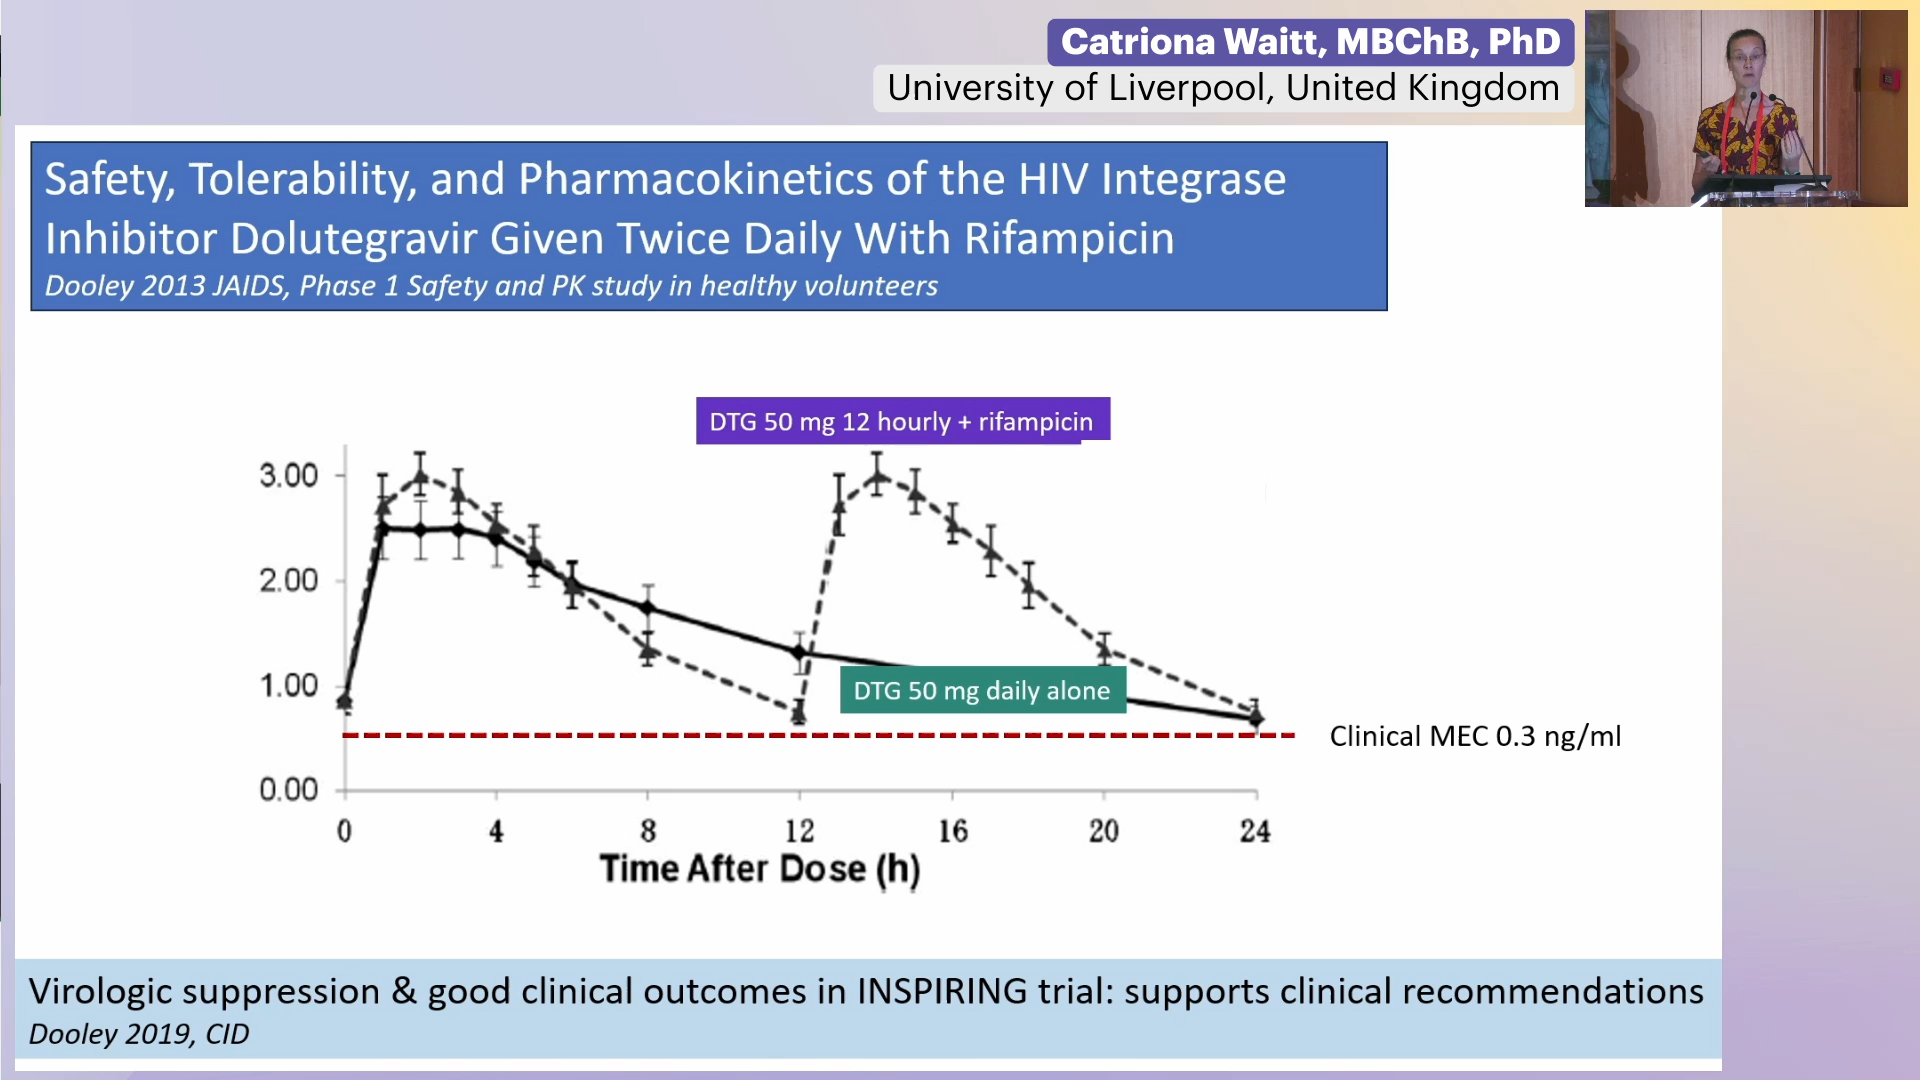 Catriona Waitt, MBChB, PhD
University of Liverpool, United Kingdom
Safety, Tolerability, and Pharmacokinetics of the HIV Integrase
Inhibitor Dolutegravir Given Twice Daily With Rifampicin
Dooley 2013 JAIDS, Phase 1 Safety and PK study in healthy volunteers
DTG 50 mg 12 hourly + rifampicin
3.00
2.00
1.00
0.00
DTG 50 mg daily alone
Clinical MEC 0.3 ng/ml
0 4 8 12 16 20 24
Time After Dose (h)
Virologic suppression & good clinical outcomes in INSPIRING trial: supports clinical recommendations
Dooley 2019, CID